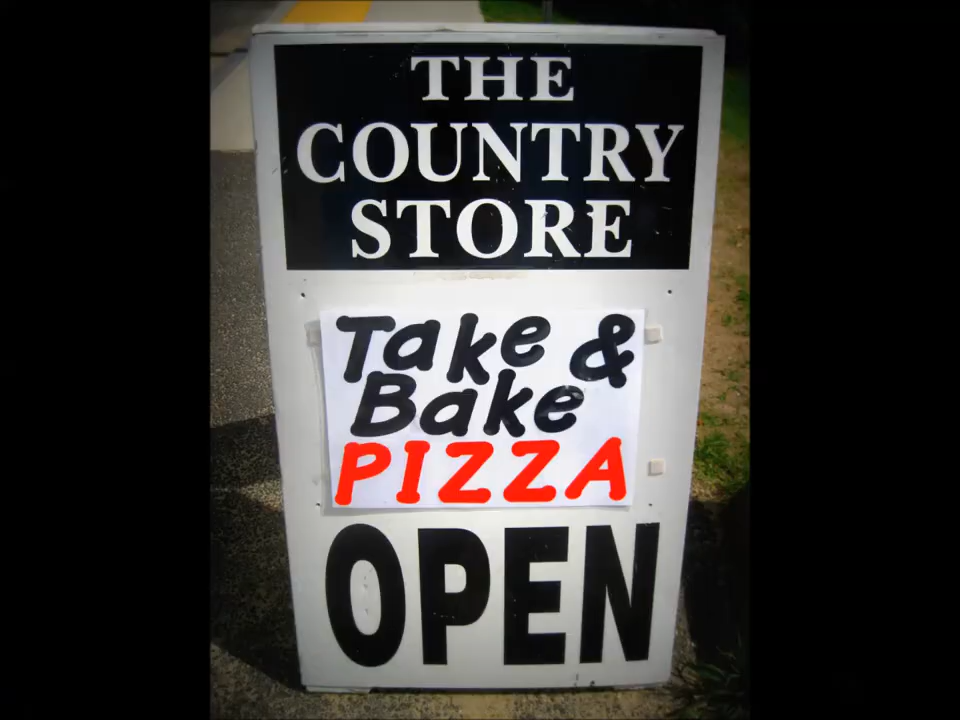 THE
COUNTRY
STORE
Take &
Bake
PIZZA
OPEN